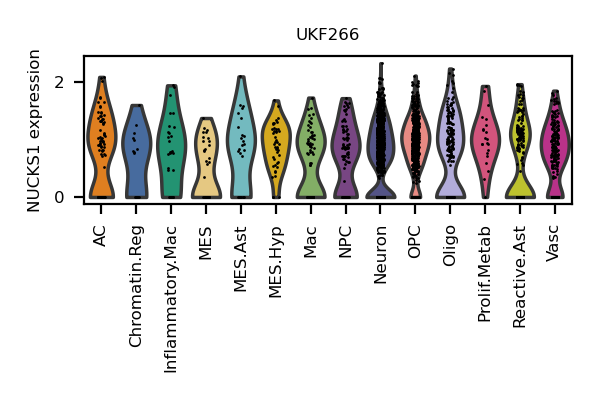 UKF266
NUCKS1 expression
2
0
AC
Chromatin.Reg
Inflammatory.Mac
MES
MES.Ast
MES.Hyp
Mac
NPC
Neuron
OPC
Oligo
Prolif.Metab
Reactive.Ast
Vasc